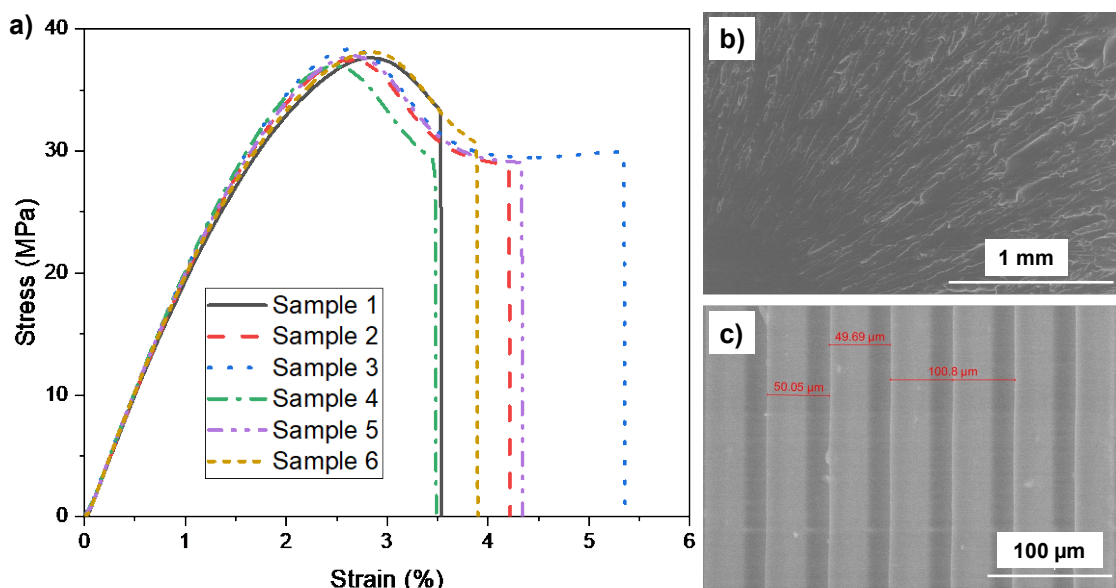 a)
40
30
20
10
0
Stress (MPa)
Sample 1
Sample 2
Sample 3
Sample 4
Sample 5
Sample 6
0 1 2 3 4 5 6
Strain (%)
b)
1 mm
c)
49.69 µm
100.8 µm
50.05 µm
100 µm